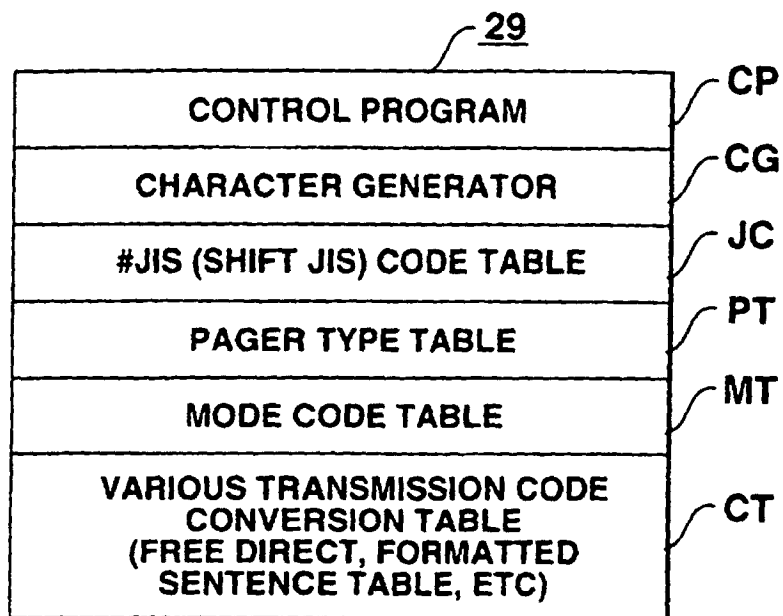 29
CONTROL PROGRAM CP
CHARACTER GENERATOR CG
#JIS (SHIFT JIS) CODE TABLE JC
PAGER TYPE TABLE PT
MODE CODE TABLE MT
VARIOUS TRANSMISSION CODE
CONVERSION TABLE
(FREE DIRECT, FORMATTED
SENTENCE TABLE, ETC)
CT